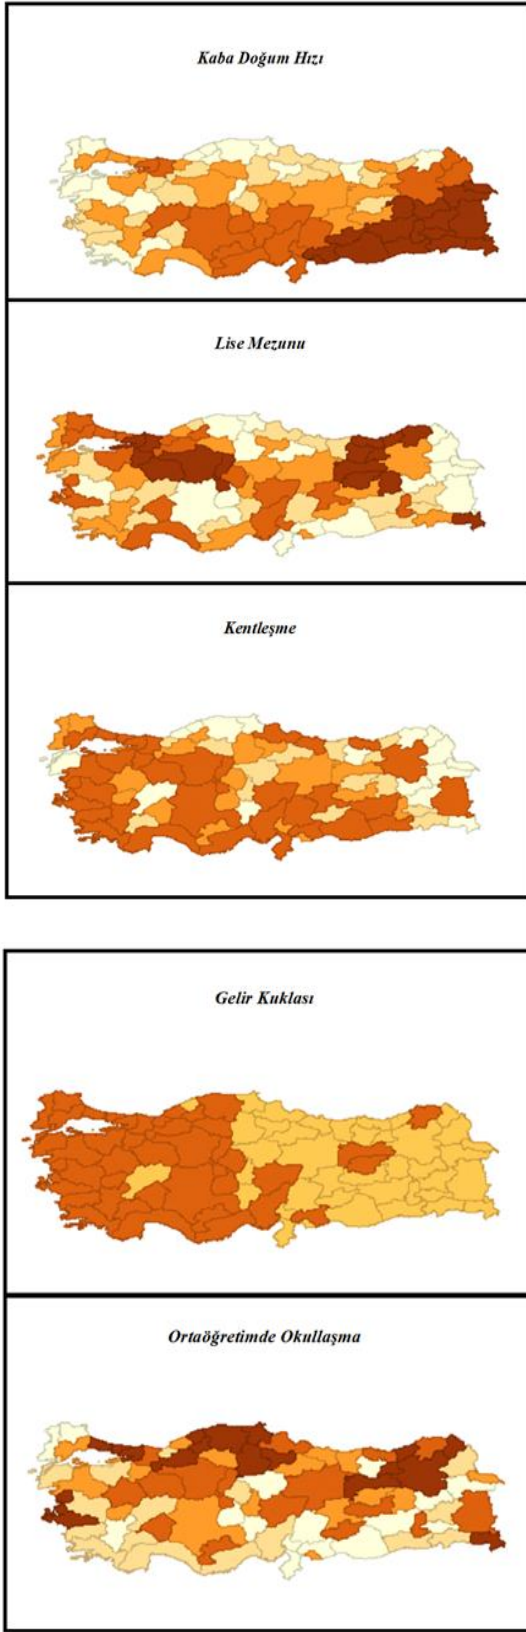 Kaba Doğum Hızı
Lise Mezunu
Kentleşme
Gelir Kuklası
Ortaöğretimde Okullaşma